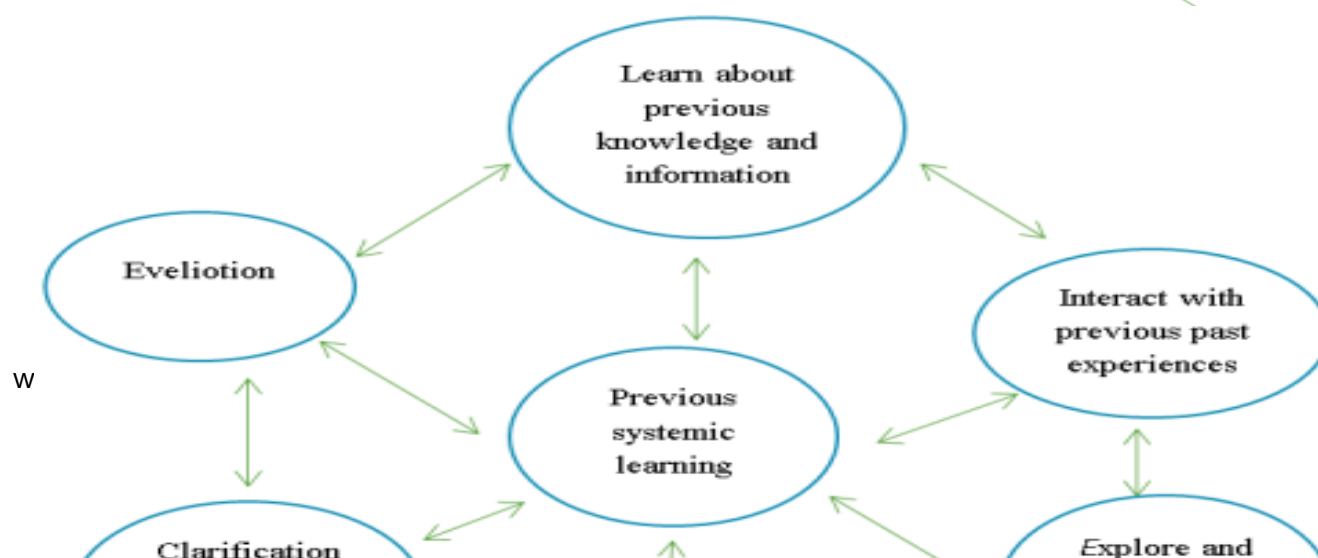 Learn about
previous
knowledge and
information
Eveliotion
Interact with
previous past
experiences
w
Previous
systemic
learning
Clarification
Explore and